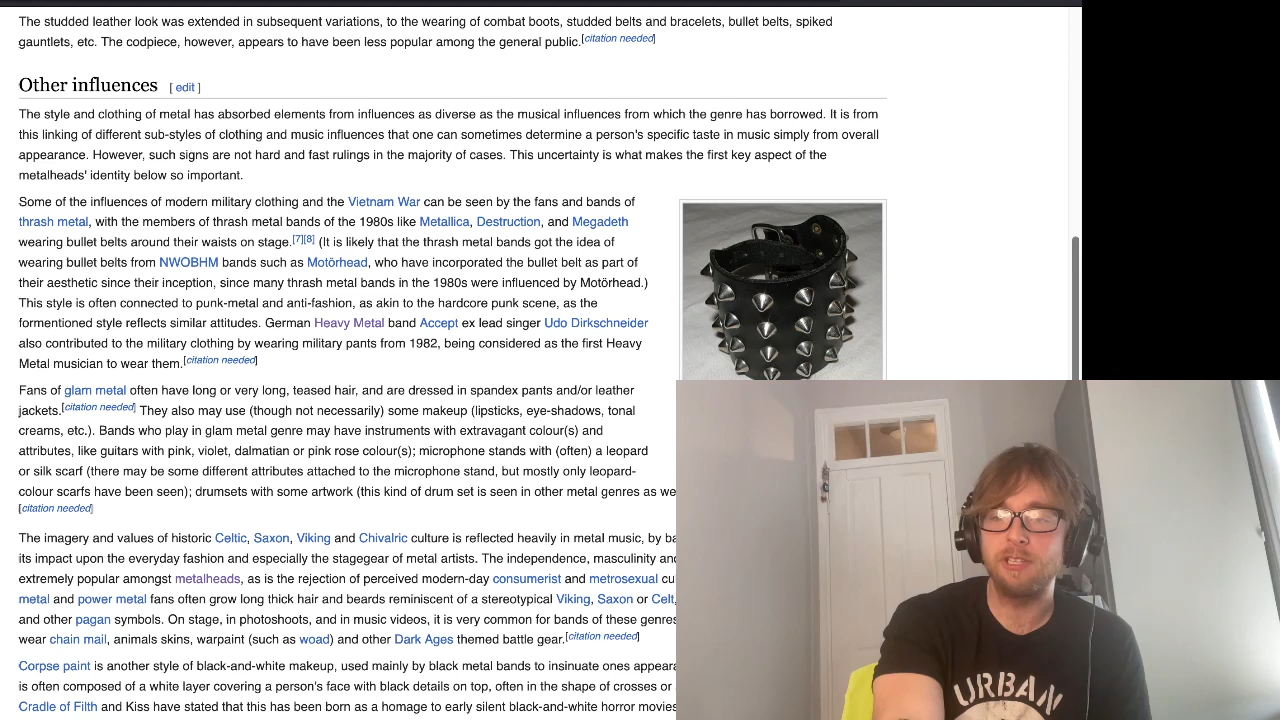 The studded leather look was extended in subsequent variations, to the wearing of combat boots, studded belts and bracelets, bullet belts, spiked
gauntlets, etc. The codpiece, however, appears to have been less popular among the general public.[citation needed]
Other influences [ edit ]
The style and clothing of metal has absorbed elements from influences as diverse as the musical influences from which the genre has borrowed. It is from
this linking of different sub-styles of clothing and music influences that one can sometimes determine a person's specific taste in music simply from overall
appearance. However, such signs are not hard and fast rulings in the majority of cases. This uncertainty is what makes the first key aspect of the
metalheads' identity below so important.
Some of the influences of modern military clothing and the Vietnam War can be seen by the fans and bands of
thrash metal, with the members of thrash metal bands of the 1980s like Metallica, Destruction, and Megadeth
wearing bullet belts around their waists on stage.[7][8] (It is likely that the thrash metal bands got the idea of
wearing bullet belts from NWOBHM bands such as Motörhead, who have incorporated the bullet belt as part of
their aesthetic since their inception, since many thrash metal bands in the 1980s were influenced by Motörhead.)
This style is often connected to punk-metal and anti-fashion, as akin to the hardcore punk scene, as the
formentioned style reflects similar attitudes. German Heavy Metal band Accept ex lead singer Udo Dirkschneider
also contributed to the military clothing by wearing military pants from 1982, being considered as the first Heavy
Metal musician to wear them.[citation needed]
Fans of glam metal often have long or very long, teased hair, and are dressed in spandex pants and/or leather
jackets.[citation needed] They also may use (though not necessarily) some makeup (lipsticks, eye-shadows, tonal
creams, etc.). Bands who play in glam metal genre may have instruments with extravagant colour(s) and
attributes, like guitars with pink, violet, dalmatian or pink rose colour(s); microphone stands with (often) a leopard
or silk scarf (there may be some different attributes attached to the microphone stand, but mostly only leopard-
colour scarfs have been seen); drumsets with some artwork (this kind of drum set is seen in other metal genres as we
[citation needed]
The imagery and values of historic Celtic, Saxon, Viking and Chivalric culture is reflected heavily in metal music, by ba
its impact upon the everyday fashion and especially the stagegear of metal artists. The independence, masculinity and
extremely popular amongst metalheads, as is the rejection of perceived modern-day consumerist and metrosexual cu
metal and power metal fans often grow long thick hair and beards reminiscent of a stereotypical Viking, Saxon or Celt,
and other pagan symbols. On stage, in photoshoots, and in music videos, it is very common for bands of these genres
wear chain mail, animals skins, warpaint (such as woad) and other Dark Ages themed battle gear.[citation needed]
Corpse paint is another style of black-and-white makeup, used mainly by black metal bands to insinuate ones appeara
is often composed of a white layer covering a person's face with black details on top, often in the shape of crosses or
Cradle of Filth and Kiss have stated that this has been born as a homage to early silent black-and-white horror movies
URBAN